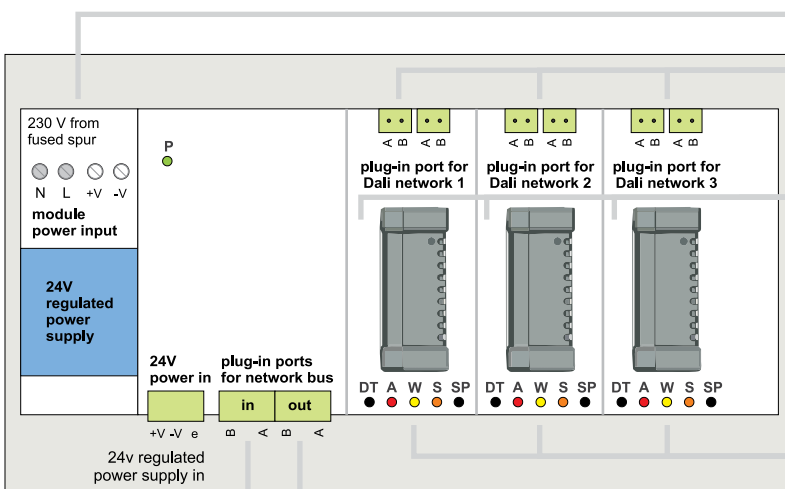 230 V from
fused spur
N L +V -V
module
power input
24V
regulated
power
supply
P
24V
power in
plug-in ports
for network bus
in out
+V -V e
B A B A
24v regulated
power supply in
A B A B
plug-in port for
Dali network 1
DT A W S SP
A B A B
plug-in port for
Dali network 2
DT A W S SP
A B A B
plug-in port for
Dali network 3
DT A W S SP